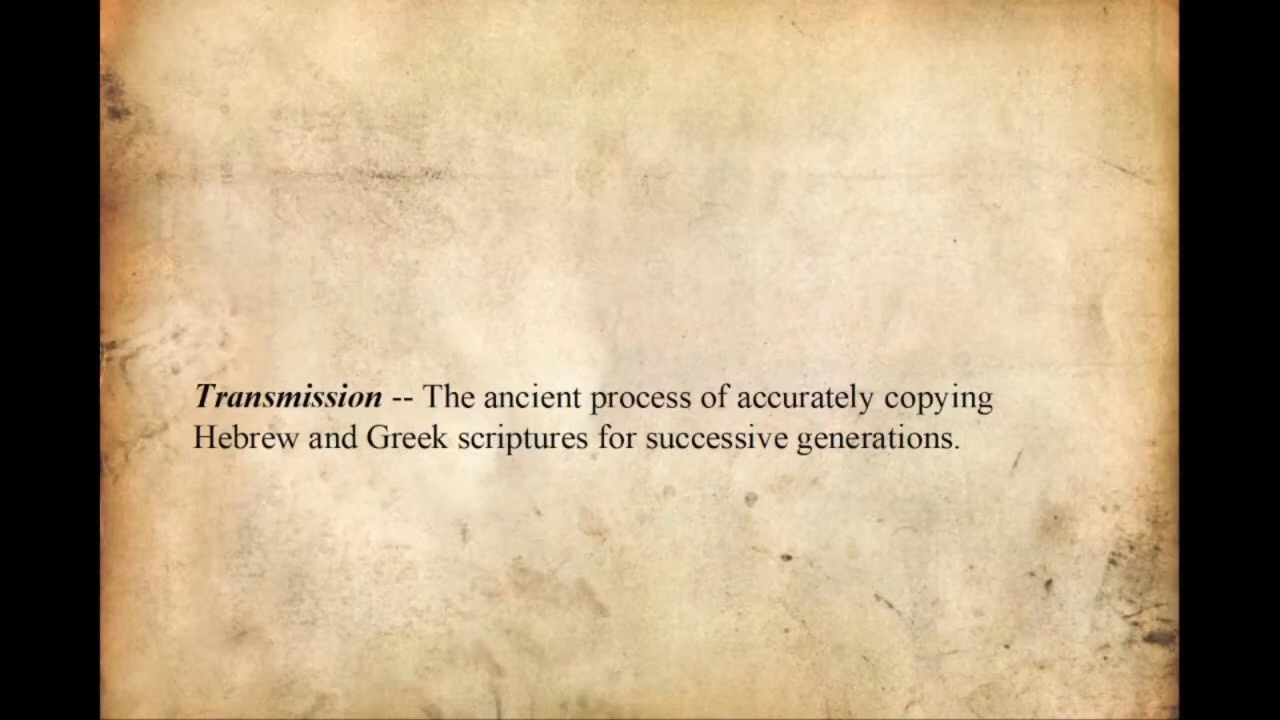 Transmission -- The ancient process of accurately copying
Hebrew and Greek scriptures for successive generations.